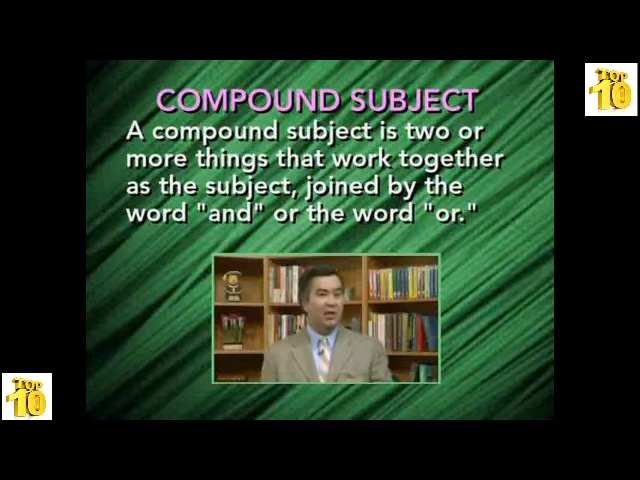 COMPOUND SUBJECT
A compound subject is two or
more things that work together
as the subject, joined by the
word "and" or the word "or."
TOP
10
TOP
10